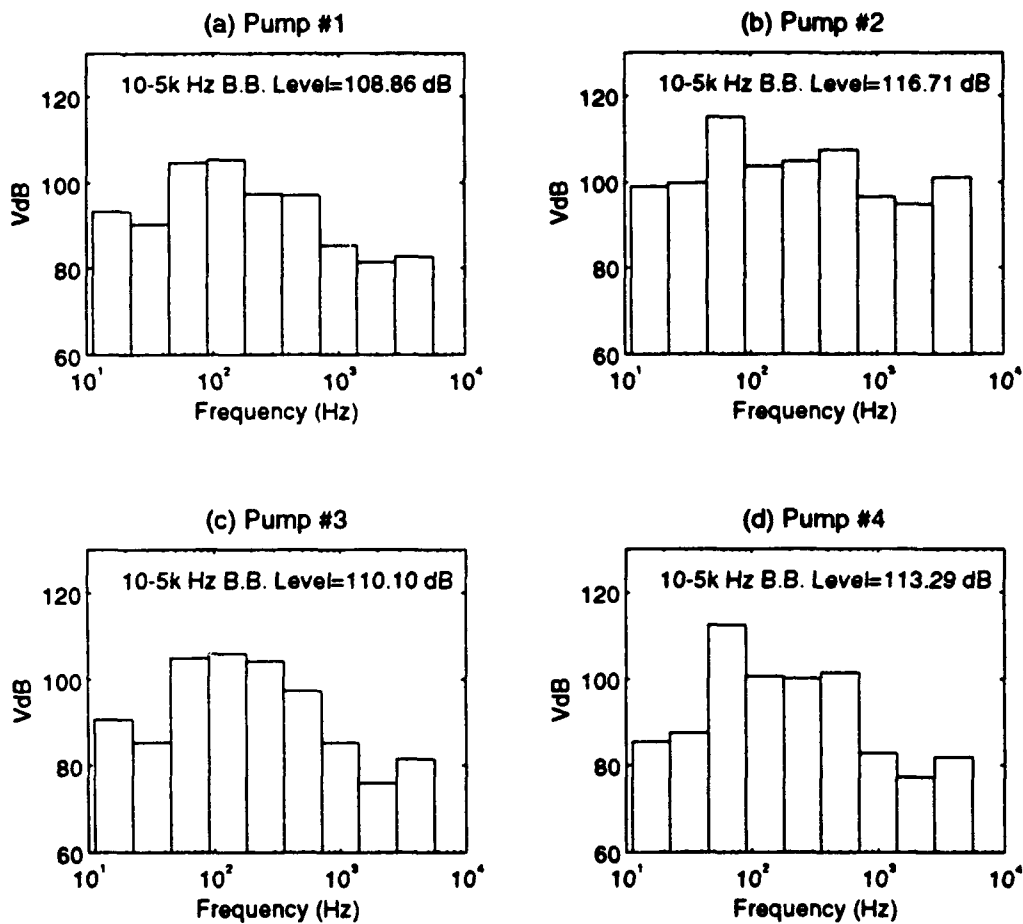 (a) Pump #1
10-5k Hz B.B. Level=108.86 dB
VdB
120
100
80
60
10¹ 10² 10³ 10⁴
Frequency (Hz)
(b) Pump #2
10-5k Hz B.B. Level=116.71 dB
VdB
120
100
80
60
10¹ 10² 10³ 10⁴
Frequency (Hz)
(c) Pump #3
10-5k Hz B.B. Level=110.10 dB
VdB
120
100
80
60
10¹ 10² 10³ 10⁴
Frequency (Hz)
(d) Pump #4
10-5k Hz B.B. Level=113.29 dB
VdB
120
100
80
60
10¹ 10² 10³ 10⁴
Frequency (Hz)